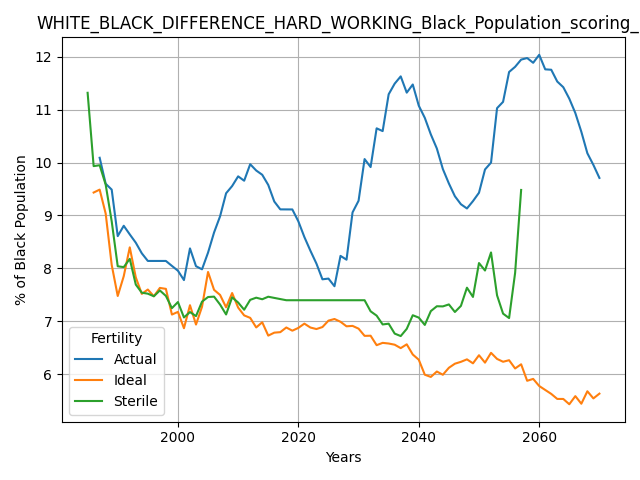 WHITE_BLACK_DIFFERENCE_HARD_WORKING_Black_Population_scoring_
% of Black Population
12
11
10
9
8
7
6
Fertility
Actual
Ideal
Sterile
2000
2020
2040
2060
Years